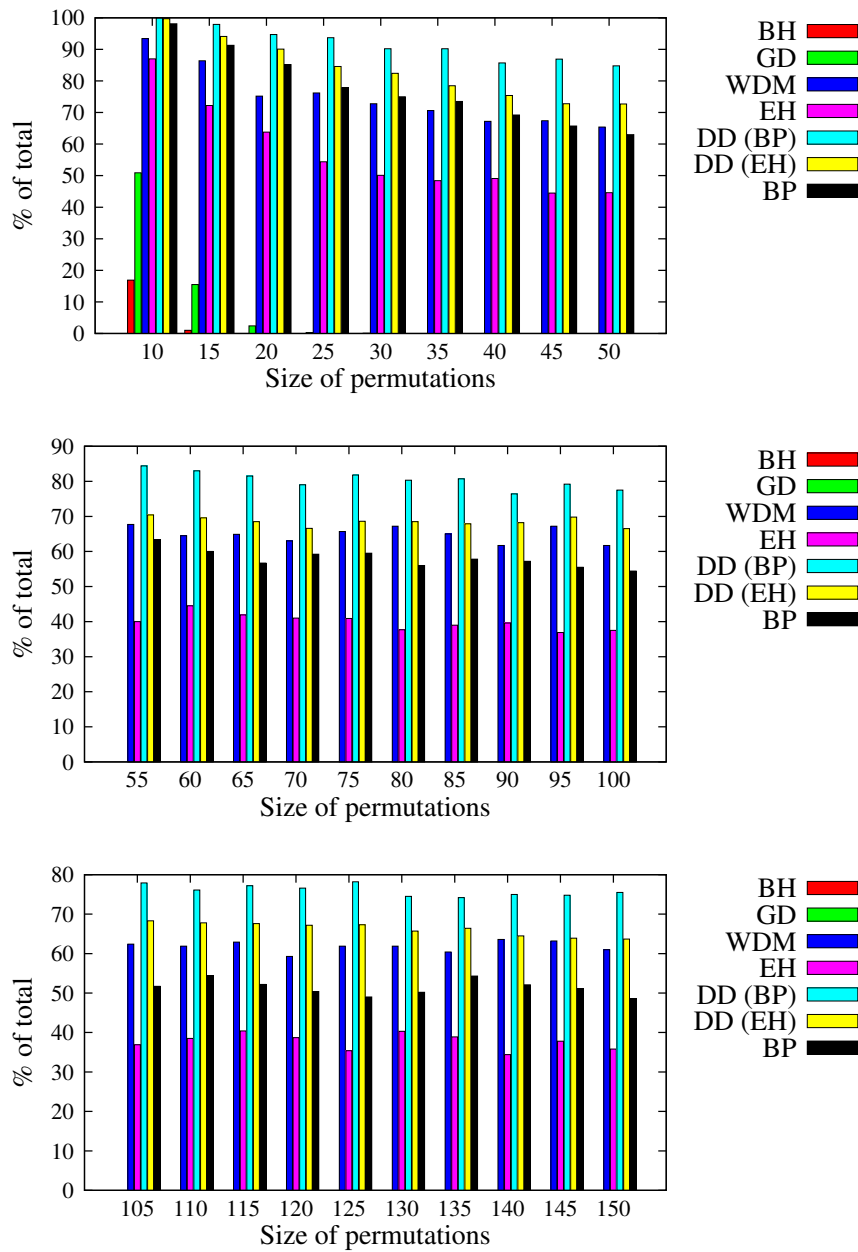 100
90
80
70
60
50
40
30
20
10
0
% of total
10 15 20 25 30 35 40 45 50
Size of permutations
BH
GD
WDM
EH
DD (BP)
DD (EH)
BP
90
80
70
60
50
40
30
20
10
0
% of total
55 60 65 70 75 80 85 90 95 100
Size of permutations
BH
GD
WDM
EH
DD (BP)
DD (EH)
BP
80
70
60
50
40
30
20
10
0
% of total
105 110 115 120 125 130 135 140 145 150
Size of permutations
BH
GD
WDM
EH
DD (BP)
DD (EH)
BP